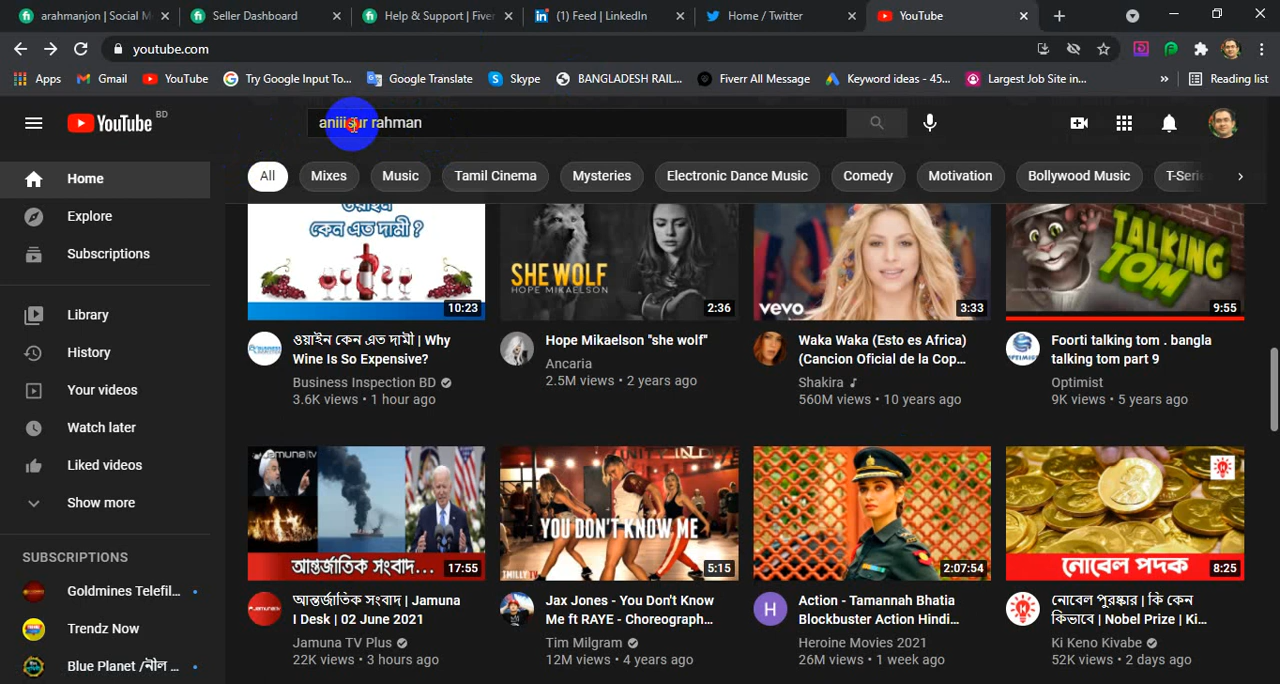 arahmanjon | Social M
Seller Dashboard
Help & Support | Fiver
(1) Feed | LinkedIn
Home / Twitter
YouTube
youtube.com
Apps
Gmail
YouTube
Try Google Input To...
Google Translate
Skype
BANGLADESH RAIL...
Fiverr All Message
Keyword ideas - 45...
Largest Job Site in...
Reading list
YouTube BD
aniiisur rahman
All
Mixes
Music
Tamil Cinema
Mysteries
Electronic Dance Music
Comedy
Motivation
Bollywood Music
T-Serie
Home
Explore
Subscriptions
Library
History
Your videos
Watch later
Liked videos
Show more
SUBSCRIPTIONS
Goldmines Telefil...
Trendz Now
Blue Planet /নীল ...
ওয়াইন
কেন এত দামী ?
10:23
SHE WOLF
HOPE MIKAELSON
2:36
vevo
3:33
TALKING
TOM
9:55
ওয়াইন কেন এত দামী | Why
Wine Is So Expensive?
Business Inspection BD
3.6K views • 1 hour ago
Hope Mikaelson "she wolf"
Ancaria
2.5M views • 2 years ago
Waka Waka (Esto es Africa)
(Cancion Oficial de la Cop...
Shakira
560M views • 10 years ago
Foorti talking tom . bangla
talking tom part 9
Optimist
9K views • 5 years ago
Jamuna tv
আন্তর্জাতিক সংবাদ...
17:55
YOU DON'T KNOW ME
TMILLY TV
5:15
2:07:54
নোবেল পদক
8:25
আন্তর্জাতিক সংবাদ | Jamuna
I Desk | 02 June 2021
Jamuna TV Plus
22K views • 3 hours ago
Jax Jones - You Don't Know
Me ft RAYE - Choreograph...
Tim Milgram
12M views • 4 years ago
H
Action - Tamannah Bhatia
Blockbuster Action Hindi...
Heroine Movies 2021
26M views • 1 week ago
নোবেল পুরস্কার | কি কেন
কিভাবে | Nobel Prize | Ki...
Ki Keno Kivabe
52K views • 2 days ago